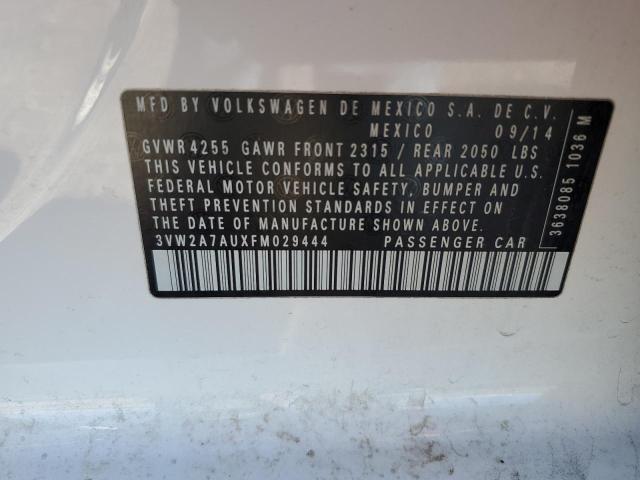 MFD BY VOLKSWAGEN DE MEXICO S.A. DE C.V.
MEXICO 09/14
GVWR 4255 GAWR FRONT 2315 / REAR 2050 LBS
THIS VEHICLE CONFORMS TO ALL APPLICABLE U.S.
FEDERAL MOTOR VEHICLE SAFETY, BUMPER AND
THEFT PREVENTION STANDARDS IN EFFECT ON
THE DATE OF MANUFACTURE SHOWN ABOVE.
3VW2A7AUXFM029444 PASSENGER CAR
3638085 1036 M